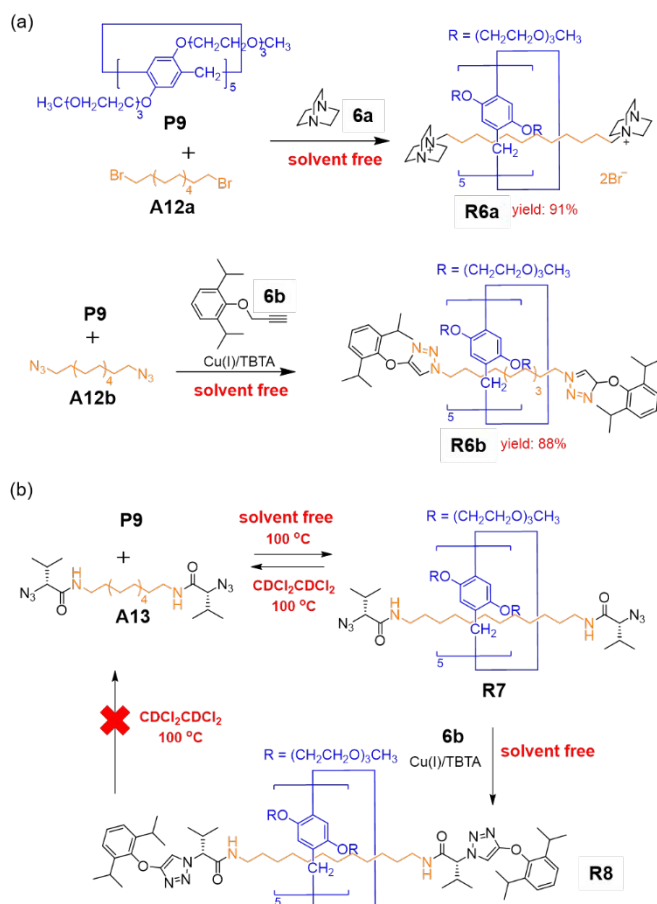 (a)
O(CH2CH2O)3CH3
CH2
5
H3C(OH2CH2C)3O
P9
+
Br
4
Br
A12a
N
N
6a
solvent free
R = (CH2CH2O)3CH3
RO
OR
CH2
N
N+
N
N+
5
2Br−
R6a yield: 91%
P9
+
N3
4
N3
A12b
O
6b
Cu(I)/TBTA
solvent free
R = (CH2CH2O)3CH3
RO
OR
CH2
O
N=N
N
3
N
N=N
O
5
R6b yield: 88%
(b)
P9
+
N3
O
N
H
4
H
N
O
N3
A13
solvent free
100 °C
CDCl2CDCl2
100 °C
R = (CH2CH2O)3CH3
RO
OR
CH2
N3
O
H
N
H
N
O
N3
5
R7
CDCl2CDCl2
100 °C
6b
Cu(I)/TBTA
solvent free
R = (CH2CH2O)3CH3
RO
OR
CH2
O
N
N=N
O
H
N
H
N
O
N
N=N
O
5
R8